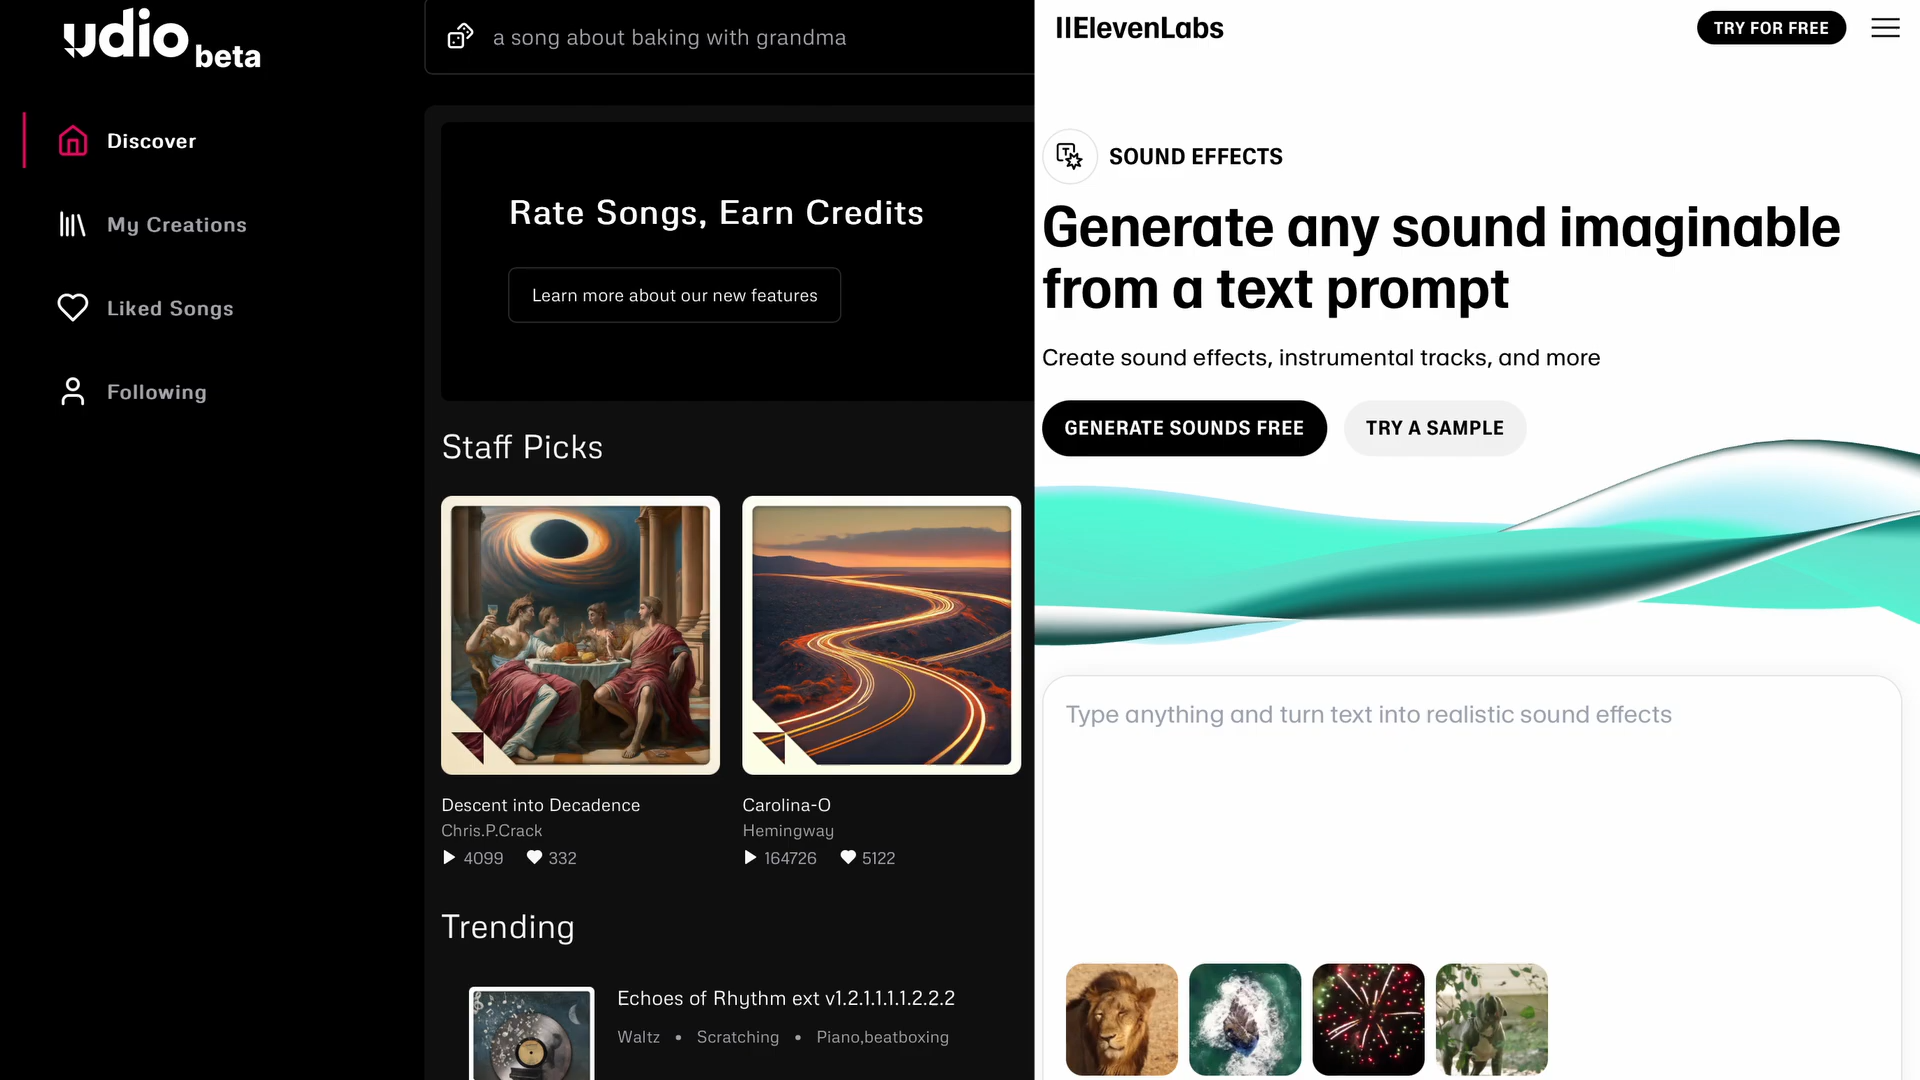 udio beta
a song about baking with grandma
Discover
My Creations
Liked Songs
Following
Rate Songs, Earn Credits
Learn more about our new features
Staff Picks
Descent into Decadence
Chris.P.Crack
4099 332
Carolina-O
Hemingway
164726 5122
Trending
Echoes of Rhythm ext v1.2.1.1.1.1.2.2.2
Waltz • Scratching • Piano,beatboxing
IIElevenLabs
TRY FOR FREE
SOUND EFFECTS
Generate any sound imaginable
from a text prompt
Create sound effects, instrumental tracks, and more
GENERATE SOUNDS FREE
TRY A SAMPLE
Type anything and turn text into realistic sound effects